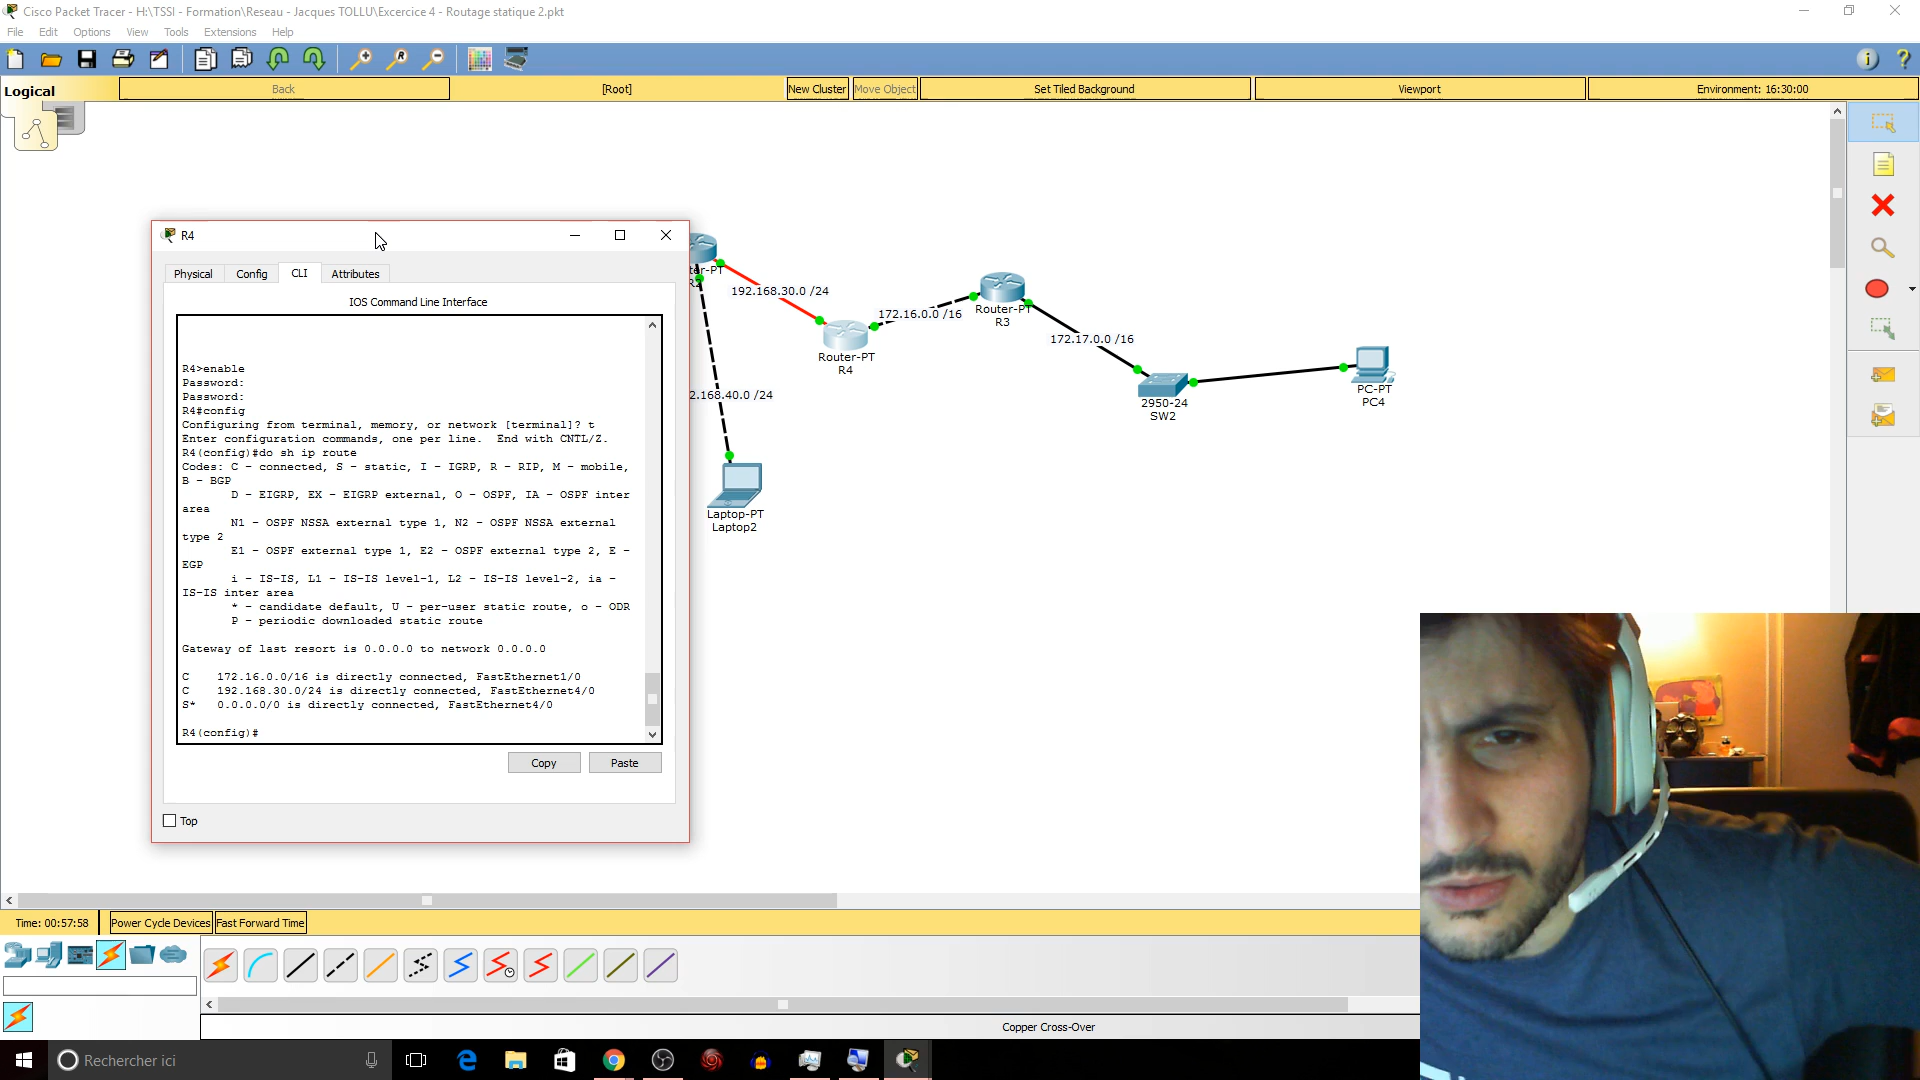 Cisco Packet Tracer - H:\TSSI - Formation\Reseau - Jacques TOLLU\Excercice 4 - Routage statique 2.pkt
File Edit Options View Tools Extensions Help
Logical
Back
[Root]
New Cluster
Move Object
Set Tiled Background
Viewport
Environment: 16:30:00
R4
Physical
Config
CLI
Attributes
IOS Command Line Interface
R4>enable
Password:
Password:
R4#config
Configuring from terminal, memory, or network [terminal]? t
Enter configuration commands, one per line.  End with CNTL/Z.
R4(config)#do sh ip route
Codes: C - connected, S - static, I - IGRP, R - RIP, M - mobile,
B - BGP
D - EIGRP, EX - EIGRP external, O - OSPF, IA - OSPF inter
area
N1 - OSPF NSSA external type 1, N2 - OSPF NSSA external
type 2
E1 - OSPF external type 1, E2 - OSPF external type 2, E -
EGP
i - IS-IS, L1 - IS-IS level-1, L2 - IS-IS level-2, ia -
IS-IS inter area
* - candidate default, U - per-user static route, o - ODR
P - periodic downloaded static route
Gateway of last resort is 0.0.0.0 to network 0.0.0.0
C    172.16.0.0/16 is directly connected, FastEthernet1/0
C    192.168.30.0/24 is directly connected, FastEthernet4/0
S*   0.0.0.0/0 is directly connected, FastEthernet4/0
R4(config)#
Copy
Paste
Top
ter-PT
R2
192.168.30.0 /24
Router-PT
R4
172.16.0.0 /16
Router-PT
R3
172.17.0.0 /16
2950-24
SW2
PC-PT
PC4
2.168.40.0 /24
Laptop-PT
Laptop2
Time: 00:57:58
Power Cycle Devices
Fast Forward Time
Copper Cross-Over
Rechercher ici